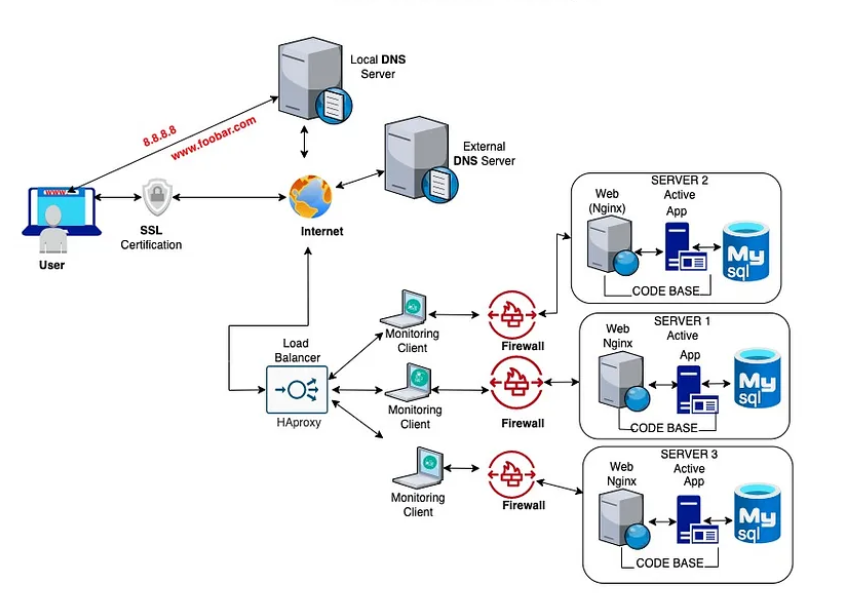 Local DNS
Server
8.8.8.8
www.foobar.com
External
DNS Server
WWW
SSL
Certification
User
Internet
SERVER 2
Active
Web
(Nginx)
App
My
sql
CODE BASE
Load
Balancer
HAproxy
Monitoring
Client
Firewall
SERVER 1
Active
Web
Nginx
App
My
sql
CODE BASE
Monitoring
Client
Firewall
SERVER 3
Active
Web
Nginx
App
My
sql
CODE BASE
Monitoring
Client
Firewall